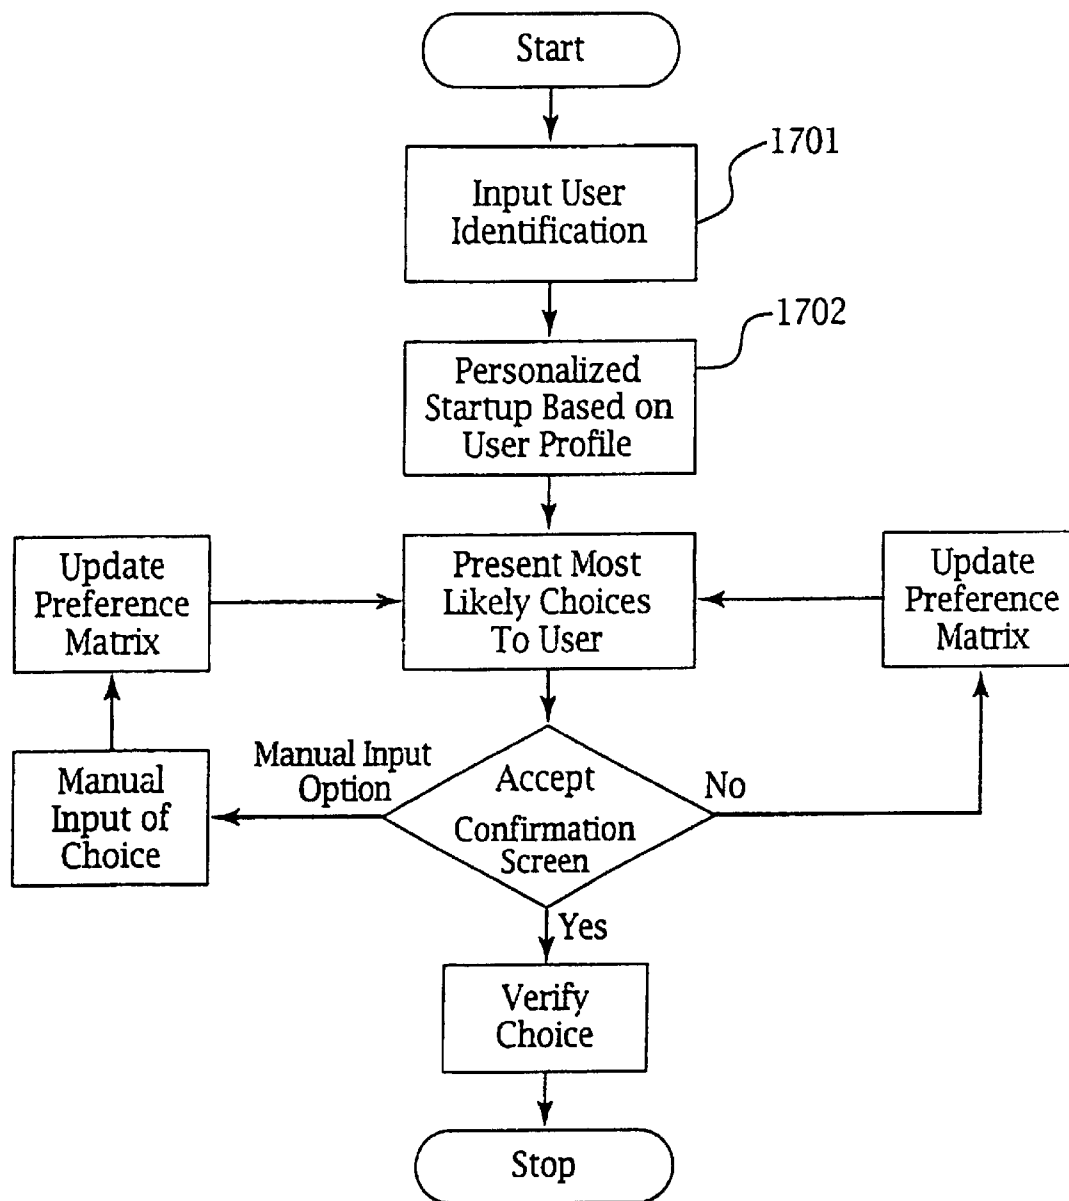 Start
1701
Input User
Identification
1702
Personalized
Startup Based on
User Profile
Update
Preference
Matrix
Present Most
Likely Choices
To User
Update
Preference
Matrix
Manual Input
Option
Manual
Input of
Choice
Accept
Confirmation
Screen
No
Yes
Verify
Choice
Stop